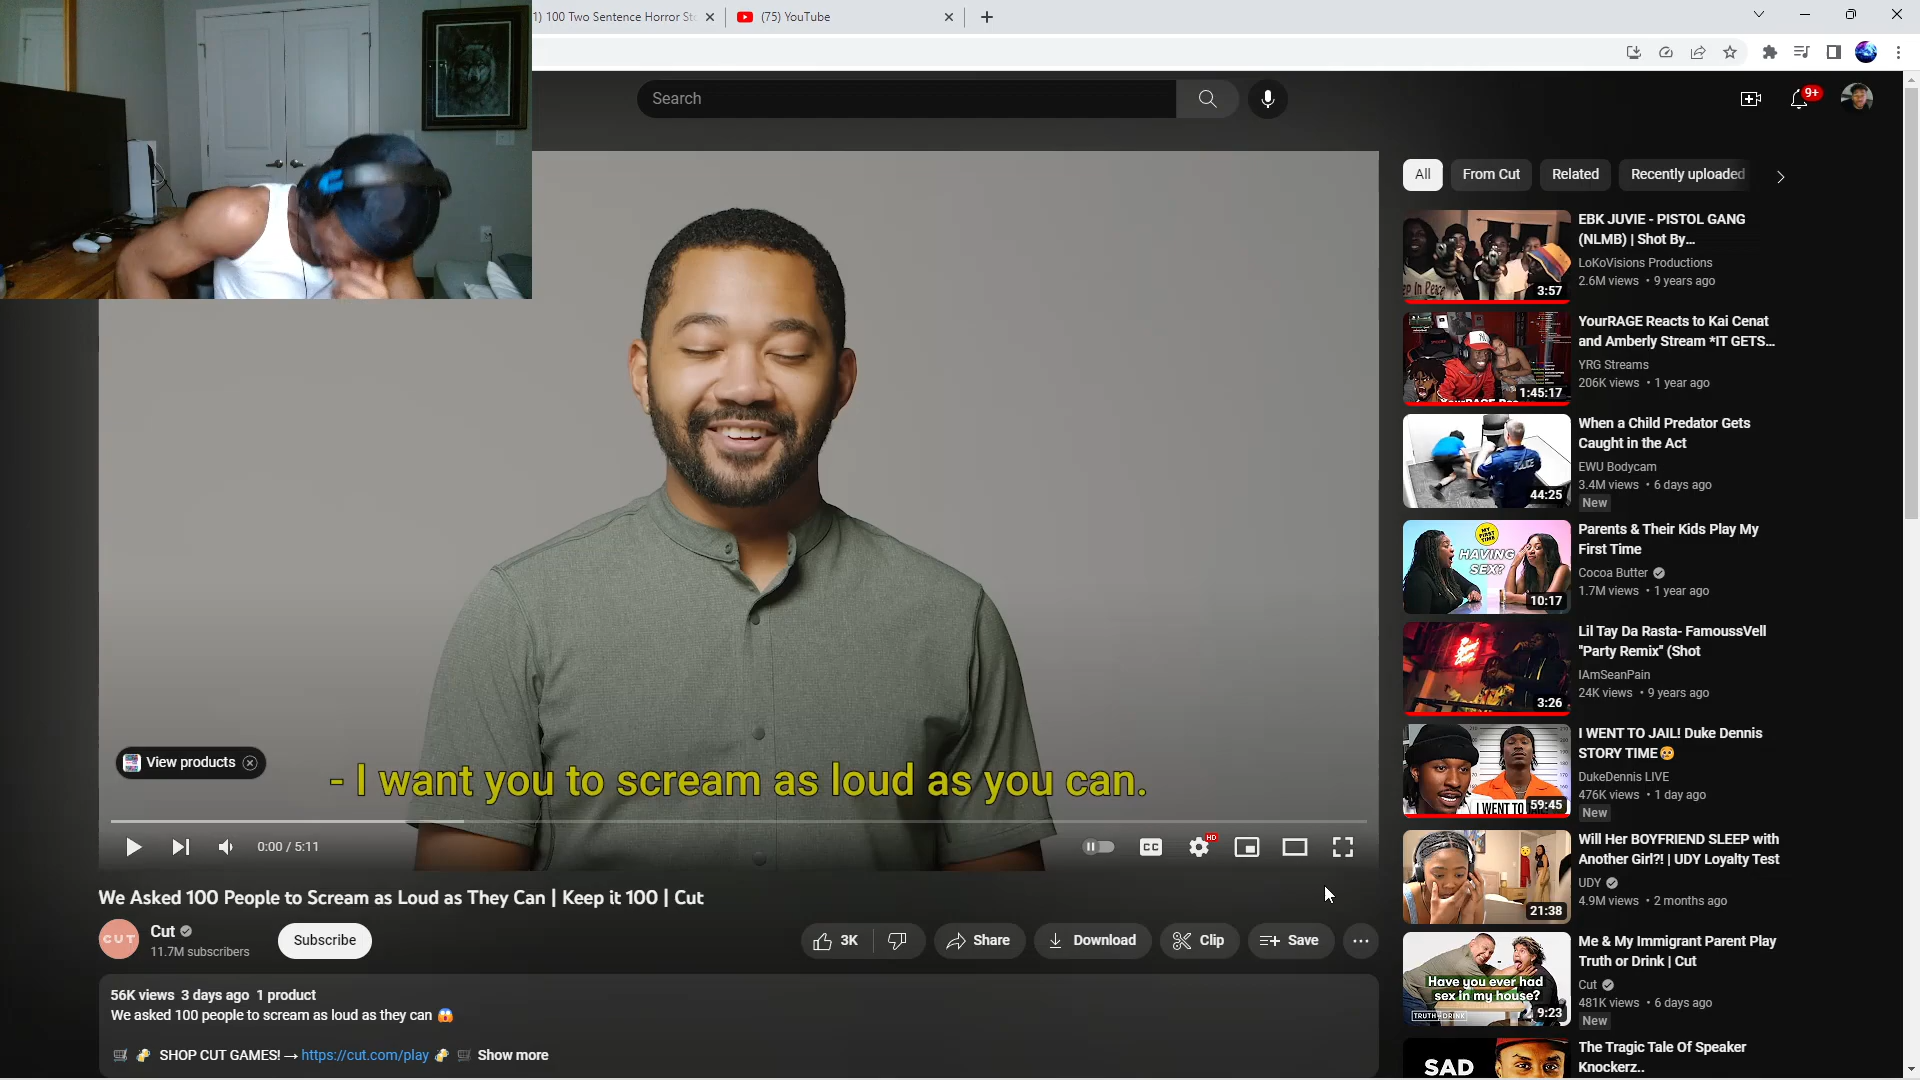 1) 100 Two Sentence Horror St
(75) YouTube
Search
9+
All
From Cut
Related
Recently uploaded
- I want you to scream as loud as you can.
View products
0:00 / 5:11
CC
HD
We Asked 100 People to Scream as Loud as They Can | Keep it 100 | Cut
CUT
Cut
11.7M subscribers
Subscribe
3K
Share
Download
Clip
Save
56K views 3 days ago 1 product
We asked 100 people to scream as loud as they can 😱
🛒 SHOP CUT GAMES! → https://cut.com/play
Show more
3:57
EBK JUVIE - PISTOL GANG
(NLMB) | Shot By...
LoKoVisions Productions
2.6M views • 9 years ago
1:45:17
YourRAGE Reacts to Kai Cenat
and Amberly Stream *IT GETS...
YRG Streams
206K views • 1 year ago
POLICE
44:25
When a Child Predator Gets
Caught in the Act
EWU Bodycam
3.4M views • 6 days ago
New
MY FIRST TIME
HAVING
SEX?
10:17
Parents & Their Kids Play My
First Time
Cocoa Butter
1.7M views • 1 year ago
3:26
Lil Tay Da Rasta- FamoussVell
"Party Remix" (Shot
IAmSeanPain
24K views • 9 years ago
I WENT TO
59:45
I WENT TO JAIL! Duke Dennis
STORY TIME😳
DukeDennis LIVE
476K views • 1 day ago
New
21:38
Will Her BOYFRIEND SLEEP with
Another Girl?! | UDY Loyalty Test
UDY
4.9M views • 2 months ago
Have you ever had
sex in my house?
TRUTH DRINK
9:23
Me & My Immigrant Parent Play
Truth or Drink | Cut
Cut
481K views • 6 days ago
New
SAD
The Tragic Tale Of Speaker
Knockerz..